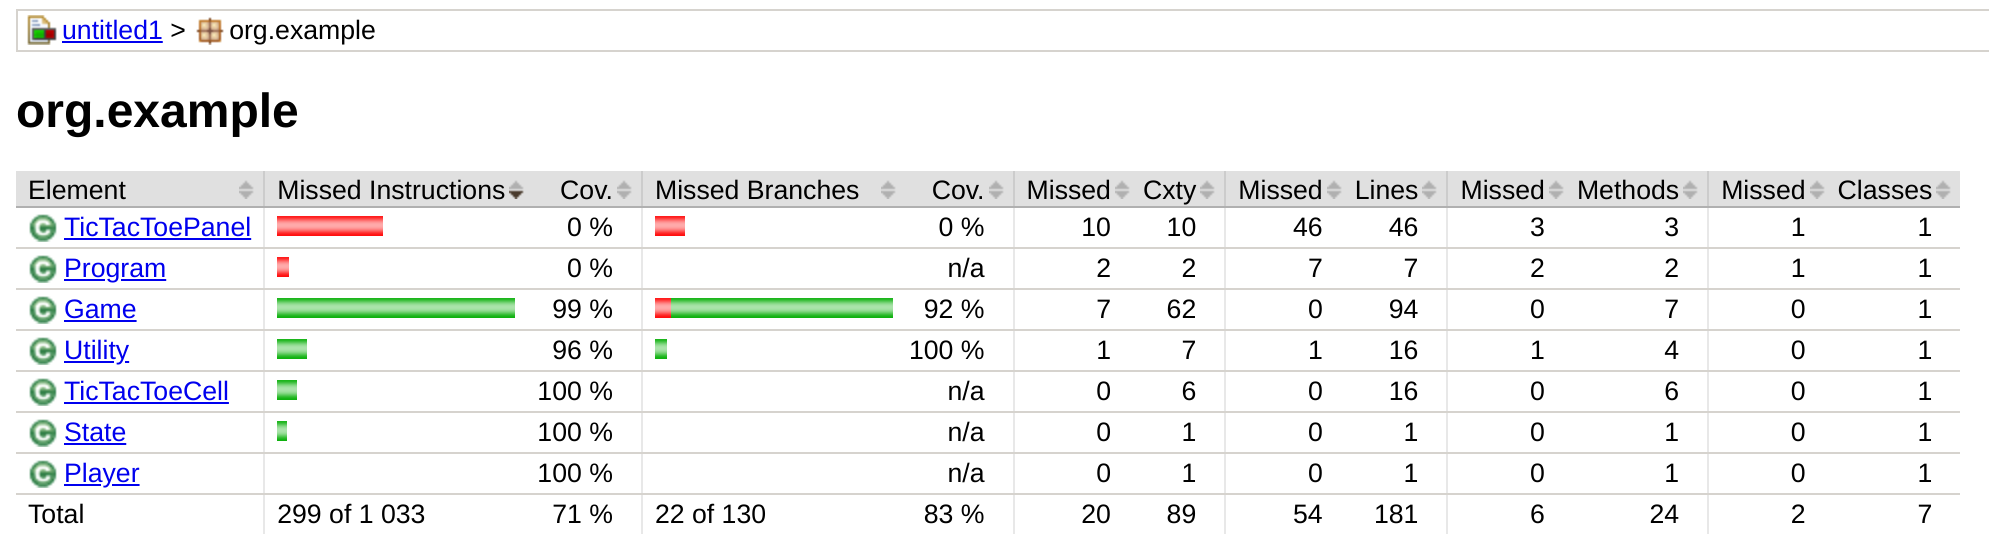 untitled1 > org.example
org.example
Element Missed Instructions Cov. Missed Branches Cov. Missed Cxty Missed Lines Missed Methods Missed Classes
TicTacToePanel 0 % 0 % 10 10 46 46 3 3 1 1
Program 0 % n/a 2 2 7 7 2 2 1 1
Game 99 % 92 % 7 62 0 94 0 7 0 1
Utility 96 % 100 % 1 7 1 16 1 4 0 1
TicTacToeCell 100 % n/a 0 6 0 16 0 6 0 1
State 100 % n/a 0 1 0 1 0 1 0 1
Player 100 % n/a 0 1 0 1 0 1 0 1
Total 299 of 1 033 71 % 22 of 130 83 % 20 89 54 181 6 24 2 7